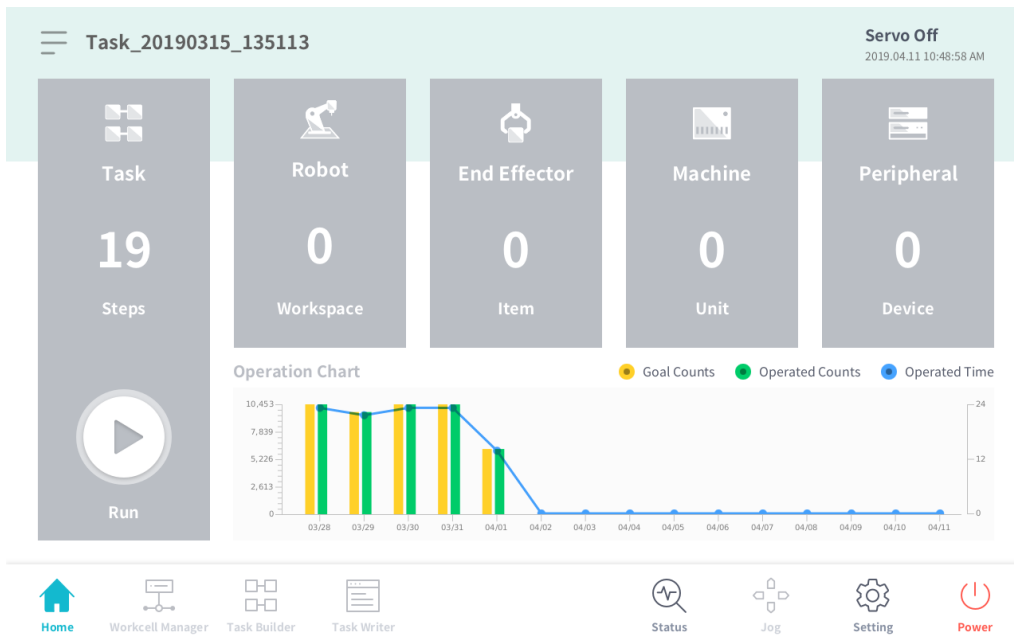 Task_20190315_135113
Servo Off
2019.04.11 10:48:58 AM
Task
19
Steps
Run
Robot
0
Workspace
End Effector
0
Item
Machine
0
Unit
Peripheral
0
Device
Operation Chart
Goal Counts
Operated Counts
Operated Time
10,453
7,839
5,226
2,613
0
24
12
0
03/28 03/29 03/30 03/31 04/01 04/02 04/03 04/04 04/05 04/06 04/07 04/08 04/09 04/10 04/11
Home
Workcell Manager
Task Builder
Task Writer
Status
Jog
Setting
Power